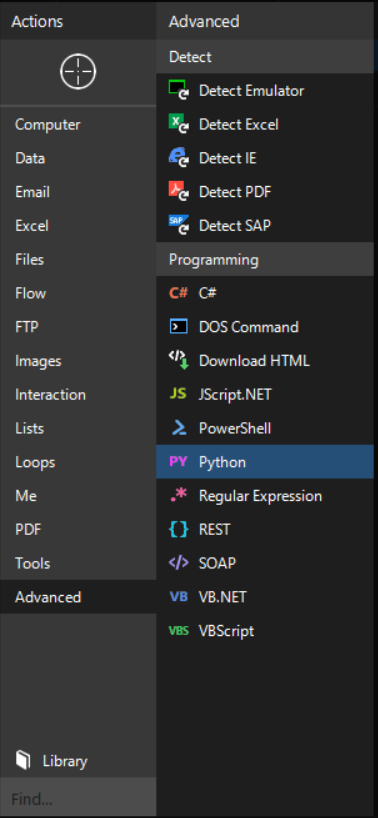 Actions
Computer
Data
Email
Excel
Files
Flow
FTP
Images
Interaction
Lists
Loops
Me
PDF
Tools
Advanced
Library
Find...
Advanced
Detect
Detect Emulator
Detect Excel
Detect IE
Detect PDF
SAP Detect SAP
Programming
C# C#
DOS Command
</> Download HTML
JS JScript.NET
PowerShell
PY Python
.* Regular Expression
{} REST
</> SOAP
VB VB.NET
VBS VBScript